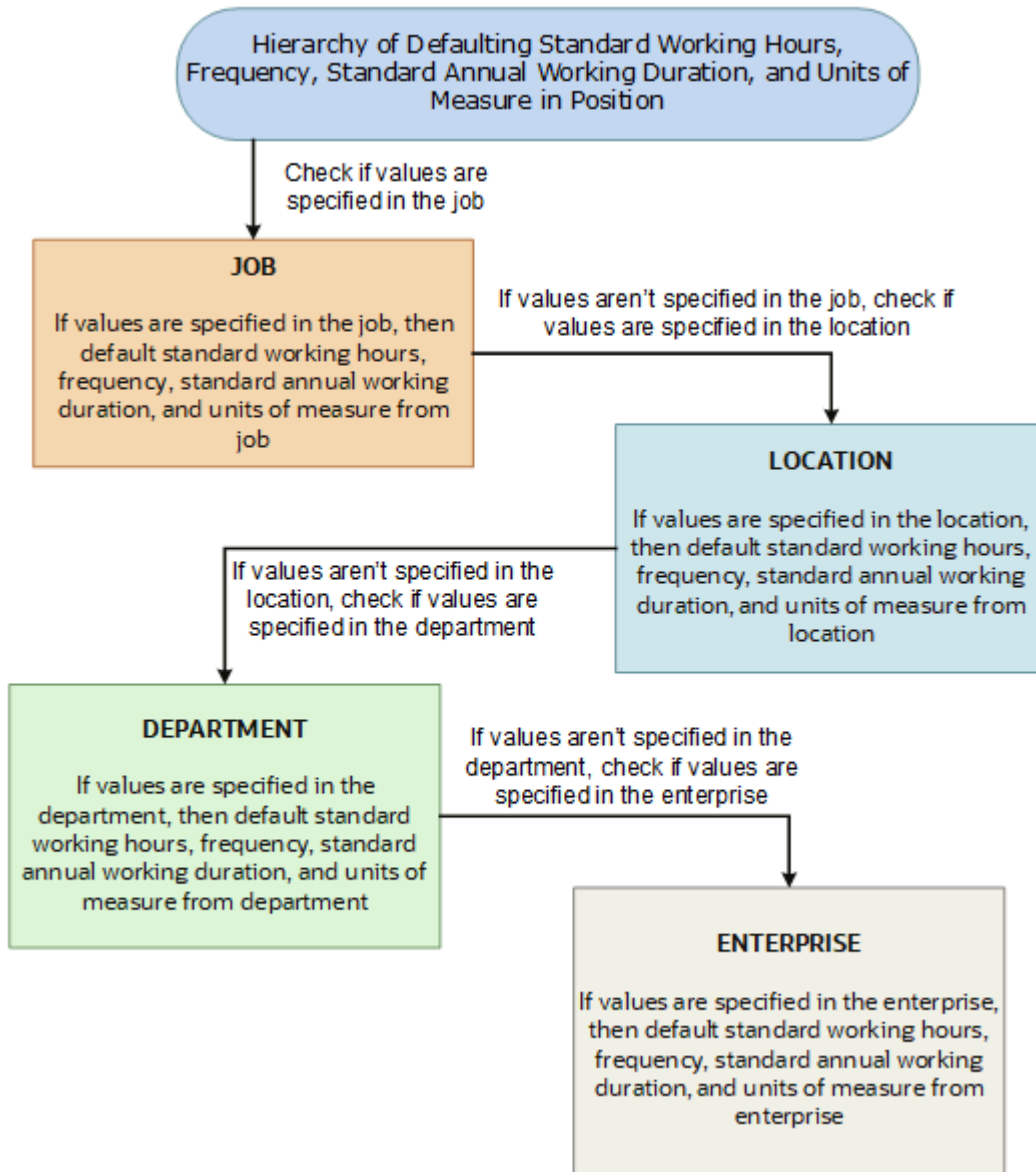 Hierarchy of Defaulting Standard Working Hours,
Frequency, Standard Annual Working Duration, and Units of
Measure in Position
Check if values are
specified in the job
JOB
If values are specified in the job, then
default standard working hours,
frequency, standard annual working
duration, and units of measure from
job
If values aren't specified in the job, check if
values are specified in the location
LOCATION
If values are specified in the location,
then default standard working hours,
frequency, standard annual working
duration, and units of measure from
location
If values aren't specified in the
location, check if values are
specified in the department
DEPARTMENT
If values are specified in the
department, then default standard
working hours, frequency, standard
annual working duration, and units of
measure from department
If values aren't specified in the
department, check if values are
specified in the enterprise
ENTERPRISE
If values are specified in the enterprise,
then default standard working hours,
frequency, standard annual working
duration, and units of measure from
enterprise